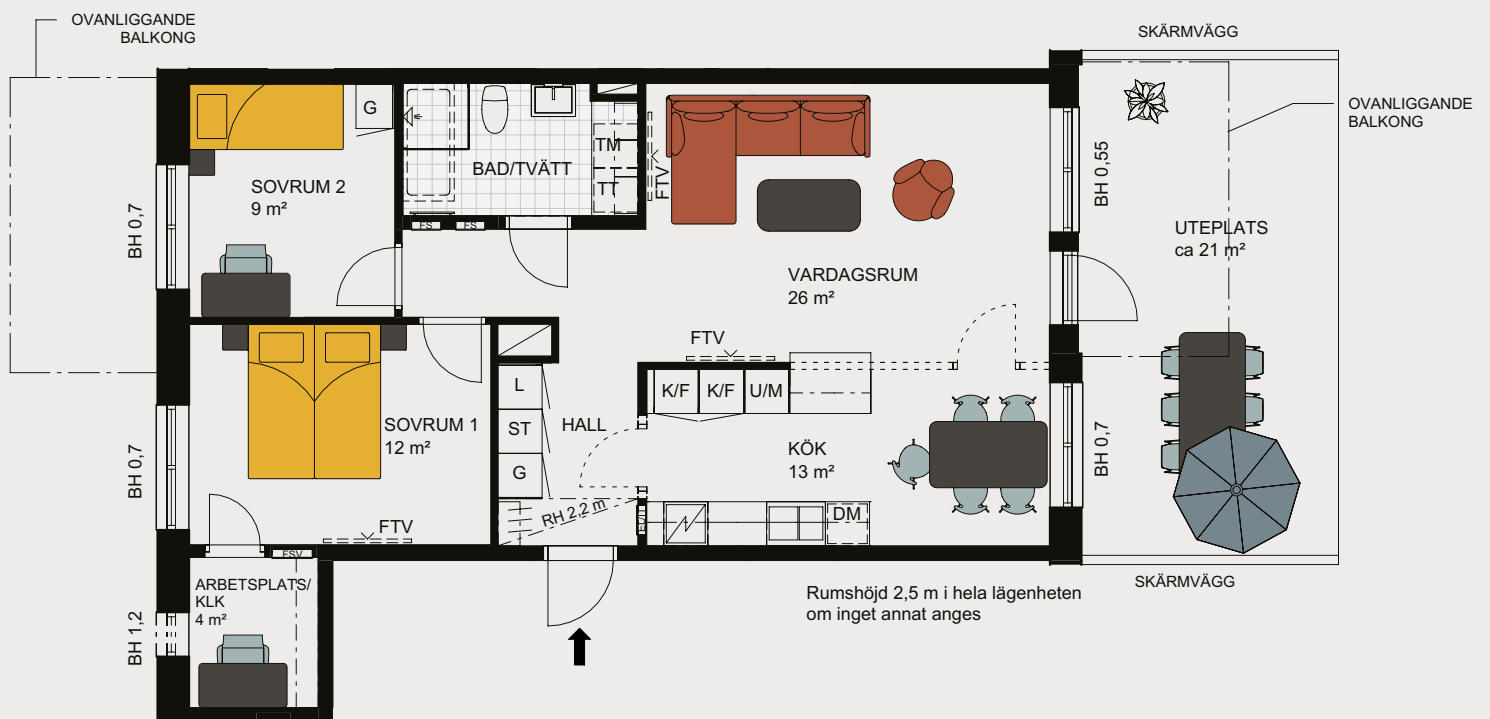 OVANLIGGANDE
BALKONG
SKÄRMVÄGG
OVANLIGGANDE
BALKONG
G
TM
TT
BAD/TVÄTT
FTV
BH 0,55
SOVRUM 2
9 m²
BH 0,7
FS
FS
UTEPLATS
ca 21 m²
VARDAGSRUM
26 m²
FTV
L
ST
G
HALL
K/F
K/F
U/M
SOVRUM 1
12 m²
BH 0,7
KÖK
13 m²
BH 0,7
RH 2,2 m
DM
FTV
FSV
ARBETSPLATS/
KLK
4 m²
BH 1,2
SKÄRMVÄGG
Rumshöjd 2,5 m i hela lägenheten
om inget annat anges